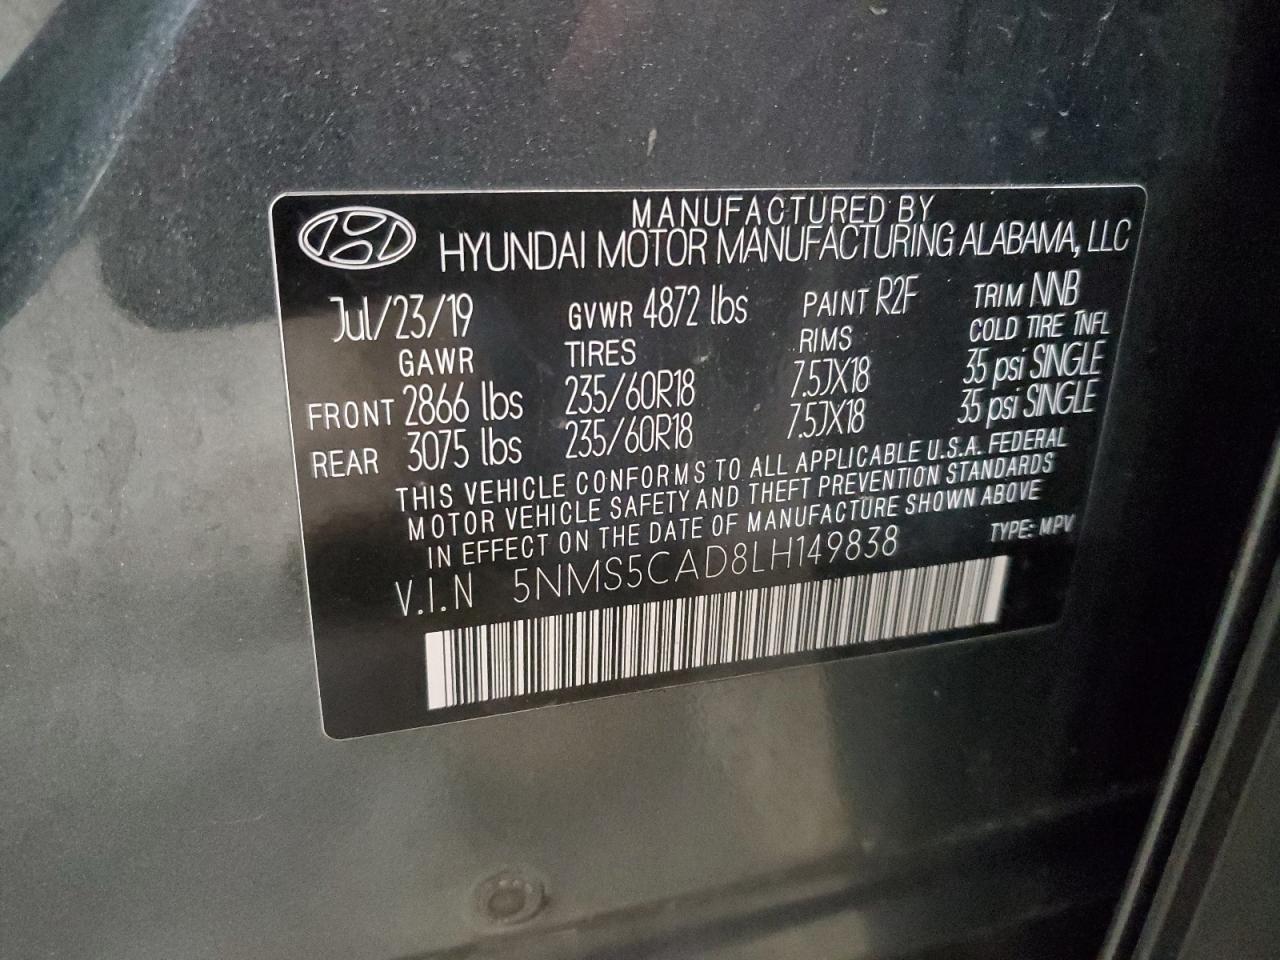 MANUFACTURED BY
HYUNDAI MOTOR MANUFACTURING ALABAMA, LLC
Jul/23/19 GVWR 4872 lbs PAINT R2F TRIM NNB
GAWR TIRES RIMS COLD TIRE INFL
FRONT 2866 lbs 235/60R18 7.5JX18 35 psi SINGLE
REAR 3075 lbs 235/60R18 7.5JX18 35 psi SINGLE
THIS VEHICLE CONFORMS TO ALL APPLICABLE U.S.A. FEDERAL
MOTOR VEHICLE SAFETY AND THEFT PREVENTION STANDARDS
IN EFFECT ON THE DATE OF MANUFACTURE SHOWN ABOVE
V.I.N 5NMS5CAD8LH149838 TYPE: MPV